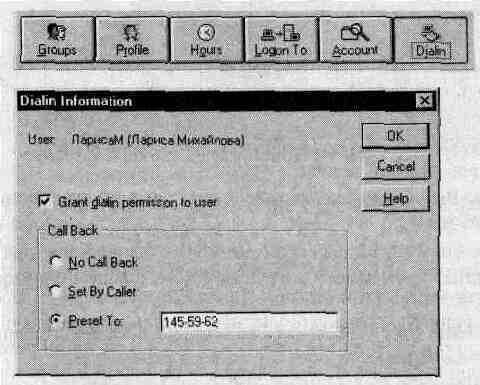 Groups Profile Hours Logon To Account Dialin
Dialin Information
User: ЛарисаМ (Лариса Михайлова)
OK
Cancel
Help
Grant dialin permission to user
Call Back
No Call Back
Set By Caller
Preset To: 145-59-62